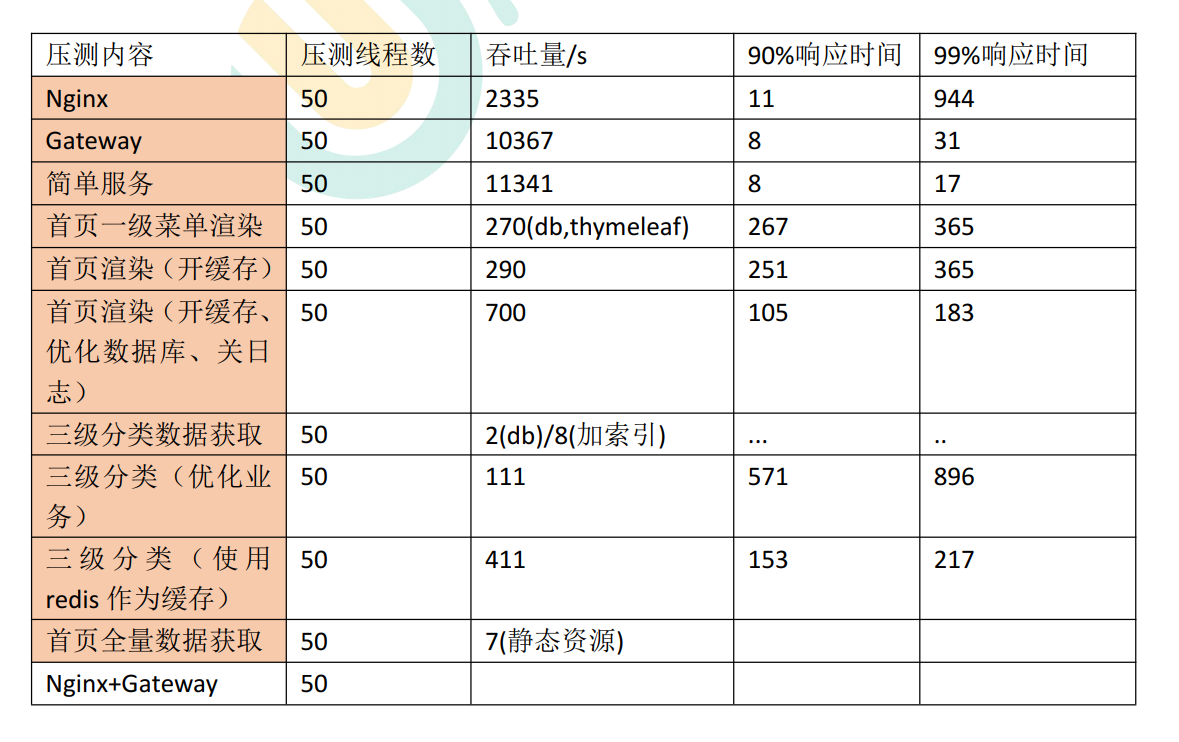 压测内容 压测线程数 吞吐量/s 90%响应时间 99%响应时间
Nginx 50 2335 11 944
Gateway 50 10367 8 31
简单服务 50 11341 8 17
首页一级菜单渲染 50 270(db,thymeleaf) 267 365
首页渲染（开缓存） 50 290 251 365
首页渲染（开缓存、 50 700 105 183
优化数据库、关日
志）
三级分类数据获取 50 2(db)/8(加索引) ... ..
三级分类（优化业 50 111 571 896
务）
三级分类（使用 50 411 153 217
redis 作为缓存）
首页全量数据获取 50 7(静态资源)
Nginx+Gateway 50